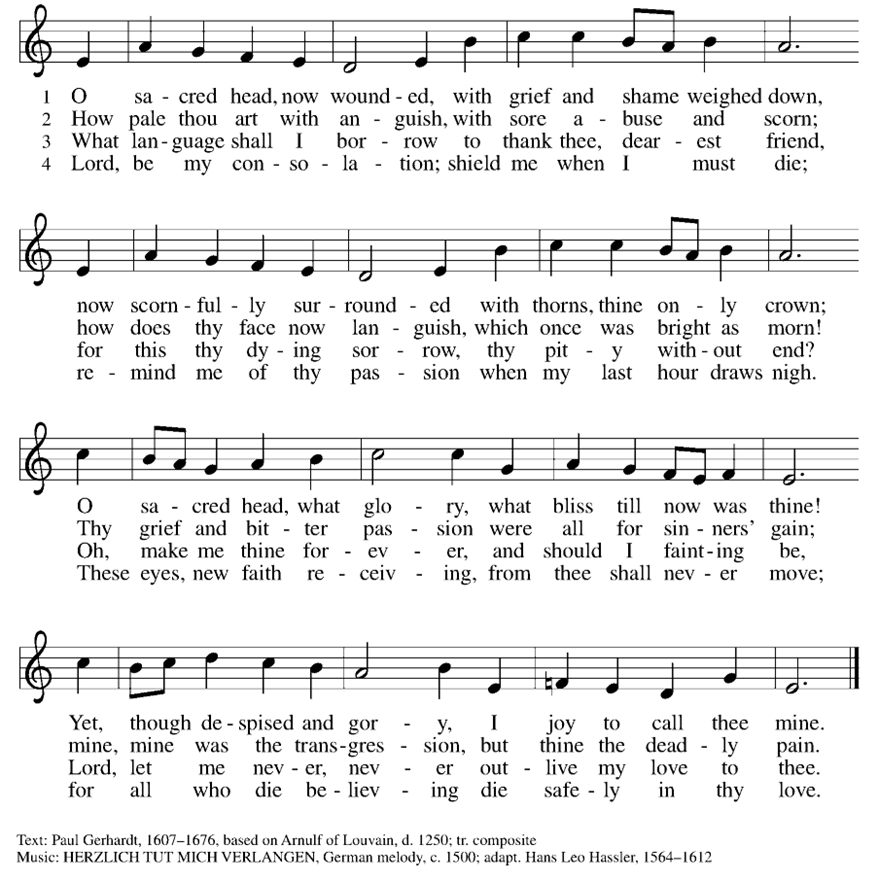 1 O sa - cred head, now wound - ed, with grief and shame weighed down,
2 How pale thou art with an - guish, with sore a - buse and scorn;
3 What lan - guage shall I bor - row to thank thee, dear - est friend,
4 Lord, be my con - so - la - tion; shield me when I must die;
now scorn - ful - ly sur - round - ed with thorns, thine on - ly crown;
how does thy face now lan - guish, which once was bright as morn!
for this thy dy - ing sor - row, thy pit - y with - out end?
re - mind me of thy pas - sion when my last hour draws nigh.
O sa - cred head, what glo - ry, what bliss till now was thine!
Thy grief and bit - ter pas - sion were all for sin - ners’ gain;
Oh, make me thine for - ev - er, and should I faint - ing be,
These eyes, new faith re - ceiv - ing, from thee shall nev - er move;
Yet, though de - spised and gor - y, I joy to call thee mine.
mine, mine was the trans - gres - sion, but thine the dead - ly pain.
Lord, let me nev - er, nev - er out - live my love to thee.
for all who die be - liev - ing die safe - ly in thy love.
Text: Paul Gerhardt, 1607–1676, based on Arnulf of Louvain, d. 1250; tr. composite
Music: HERZLICH TUT MICH VERLANGEN, German melody, c. 1500; adapt. Hans Leo Hassler, 1564–1612